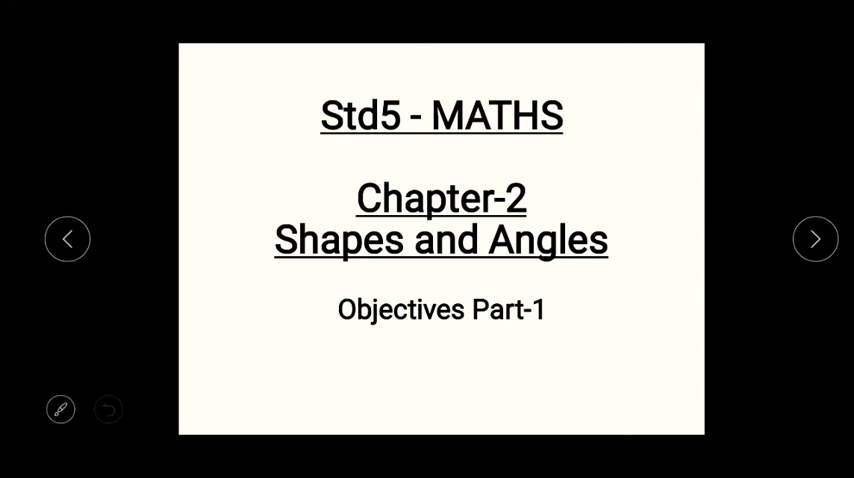 Std5 - MATHS
Chapter-2
Shapes and Angles
Objectives Part-1